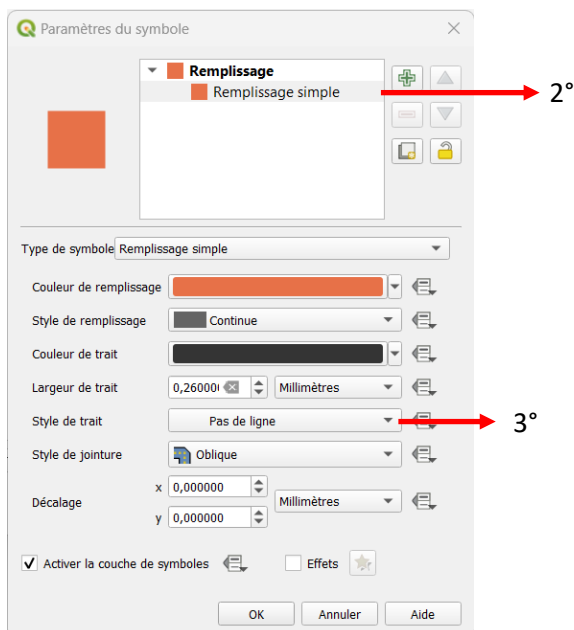 Paramètres du symbole
Remplissage
Remplissage simple
2°
Type de symbole Remplissage simple
Couleur de remplissage
Style de remplissage Continue
Couleur de trait
Largeur de trait 0,26000 Millimètres
Style de trait Pas de ligne
3°
Style de jointure Oblique
Décalage x 0,000000 Millimètres
y 0,000000
Activer la couche de symboles Effets
OK Annuler Aide